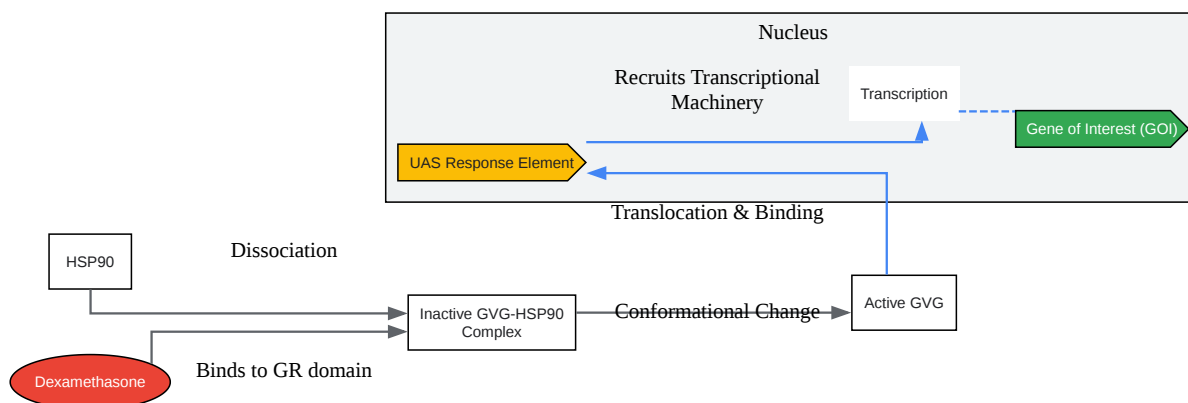 Nucleus
Recruits Transcriptional
Machinery
Transcription
Gene of Interest (GOI)
UAS Response Element
Translocation & Binding
Dissociation
HSP90
Inactive GVG-HSP90
Complex
Conformational Change
Active GVG
Binds to GR domain
Dexamethasone